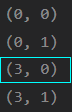 (0, 0)
(0, 1)
(3, 0)
(3, 1)